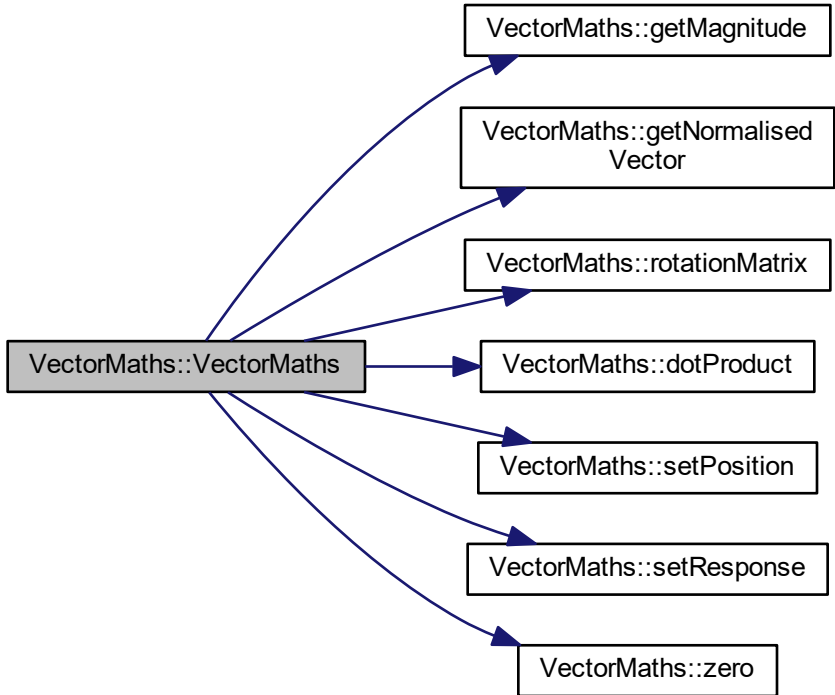 VectorMaths::getMagnitude
VectorMaths::getNormalised
Vector
VectorMaths::rotationMatrix
VectorMaths::VectorMaths
VectorMaths::dotProduct
VectorMaths::setPosition
VectorMaths::setResponse
VectorMaths::zero